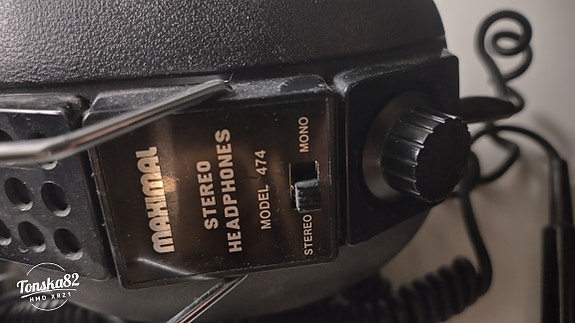 MAXIMAL
STEREO
HEADPHONES
MODEL 474
STEREO MONO
Tonska82
HMD XR21